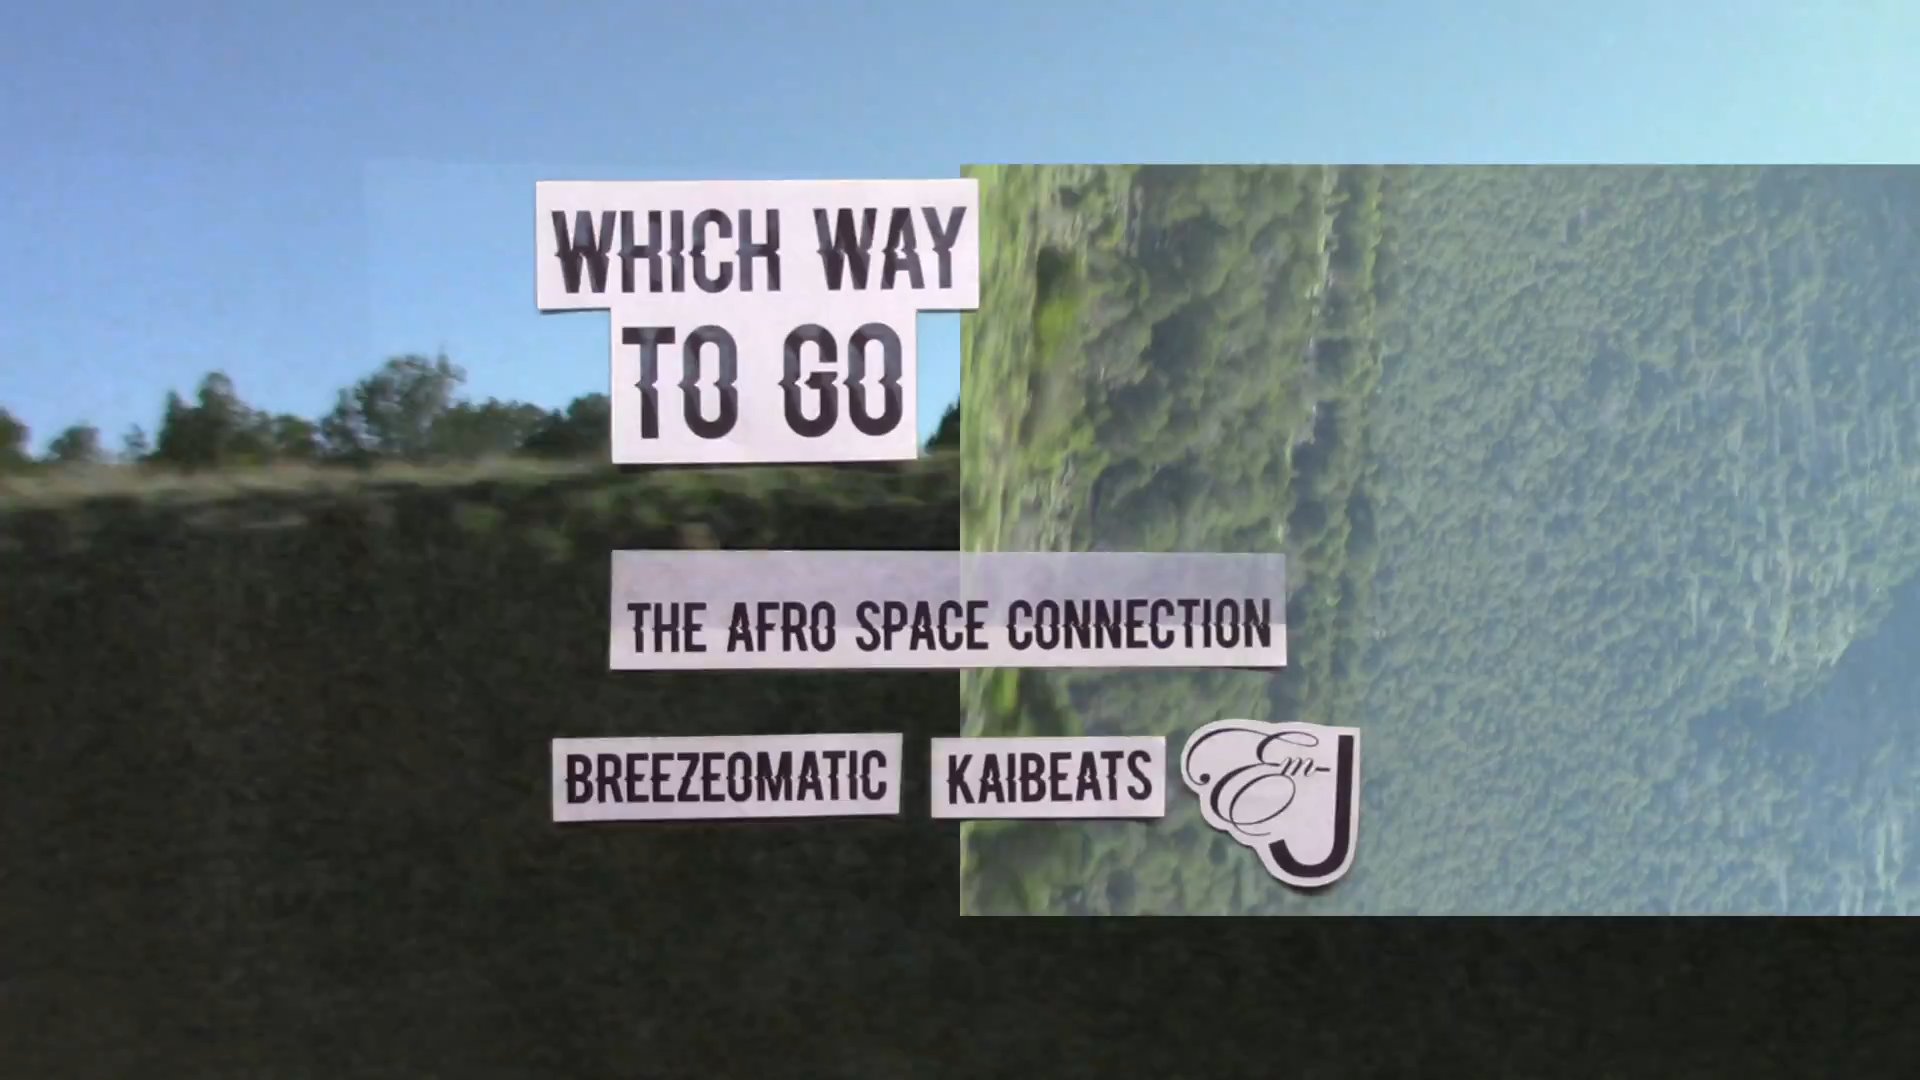 WHICH WAY
TO GO
THE AFRO SPACE CONNECTION
BREEZEOMATIC KAIBEATS Em-J